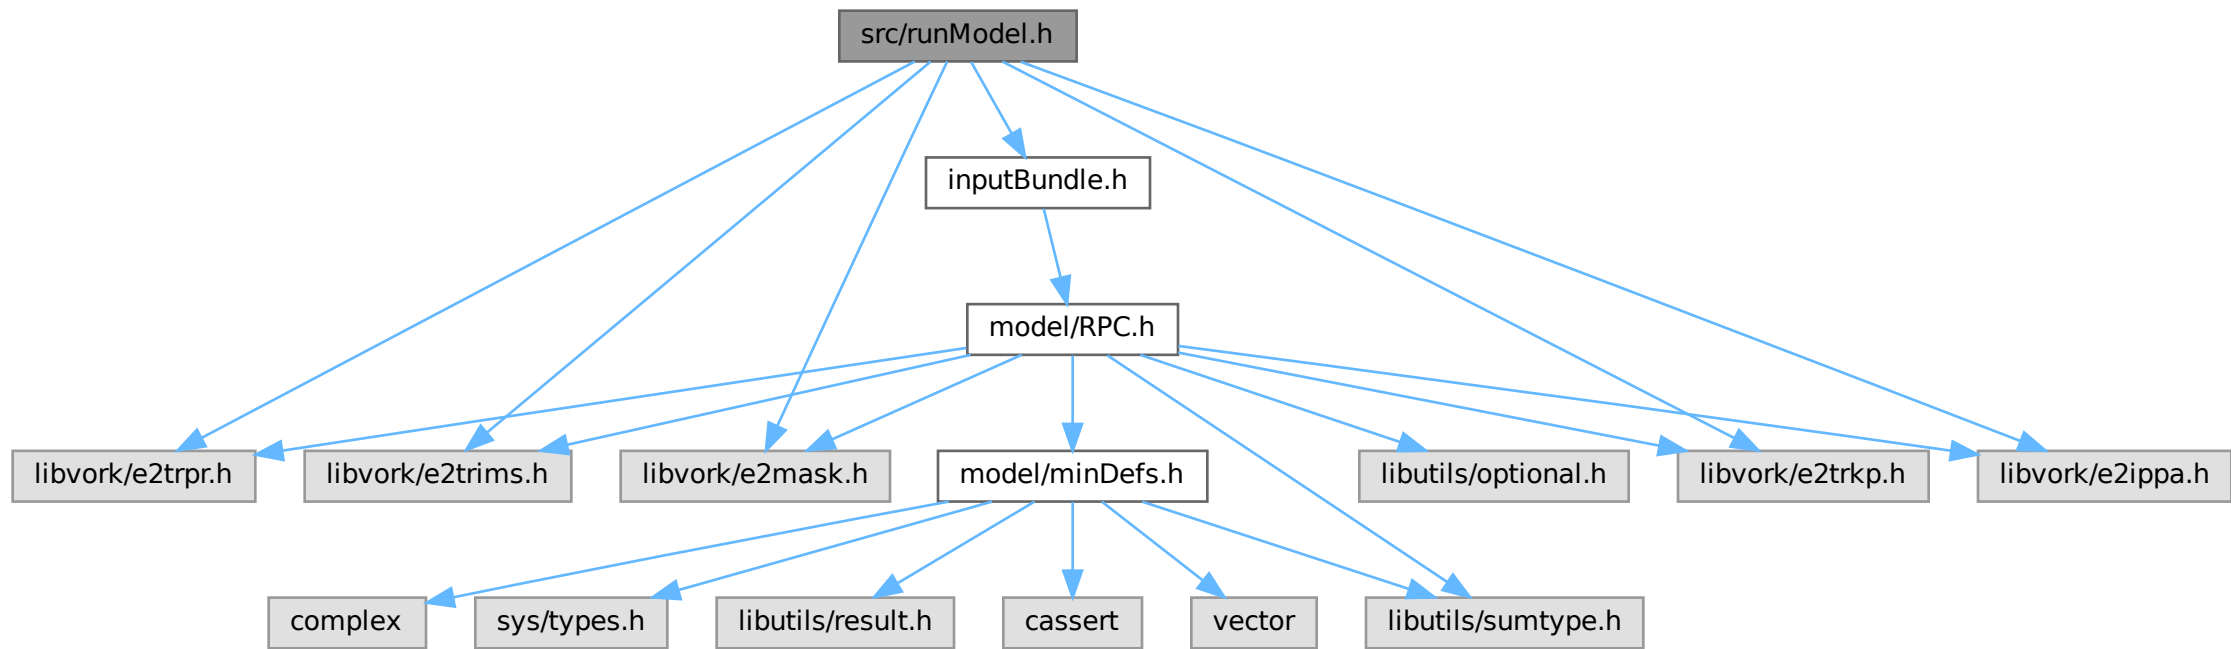 src/runModel.h
inputBundle.h
model/RPC.h
libvork/e2trpr.h
libvork/e2trims.h
libvork/e2mask.h
model/minDefs.h
libutils/optional.h
libvork/e2trkp.h
libvork/e2ippa.h
complex
sys/types.h
libutils/result.h
cassert
vector
libutils/sumtype.h